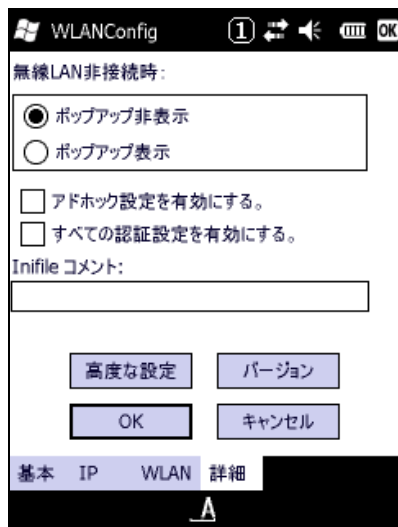 WLANConfig 1 OK
無線LAN非接続時:
ポップアップ非表示
ポップアップ表示
アドホック設定を有効にする。
すべての認証設定を有効にする。
Inifile コメント:
高度な設定 バージョン
OK キャンセル
基本 IP WLAN 詳細
A